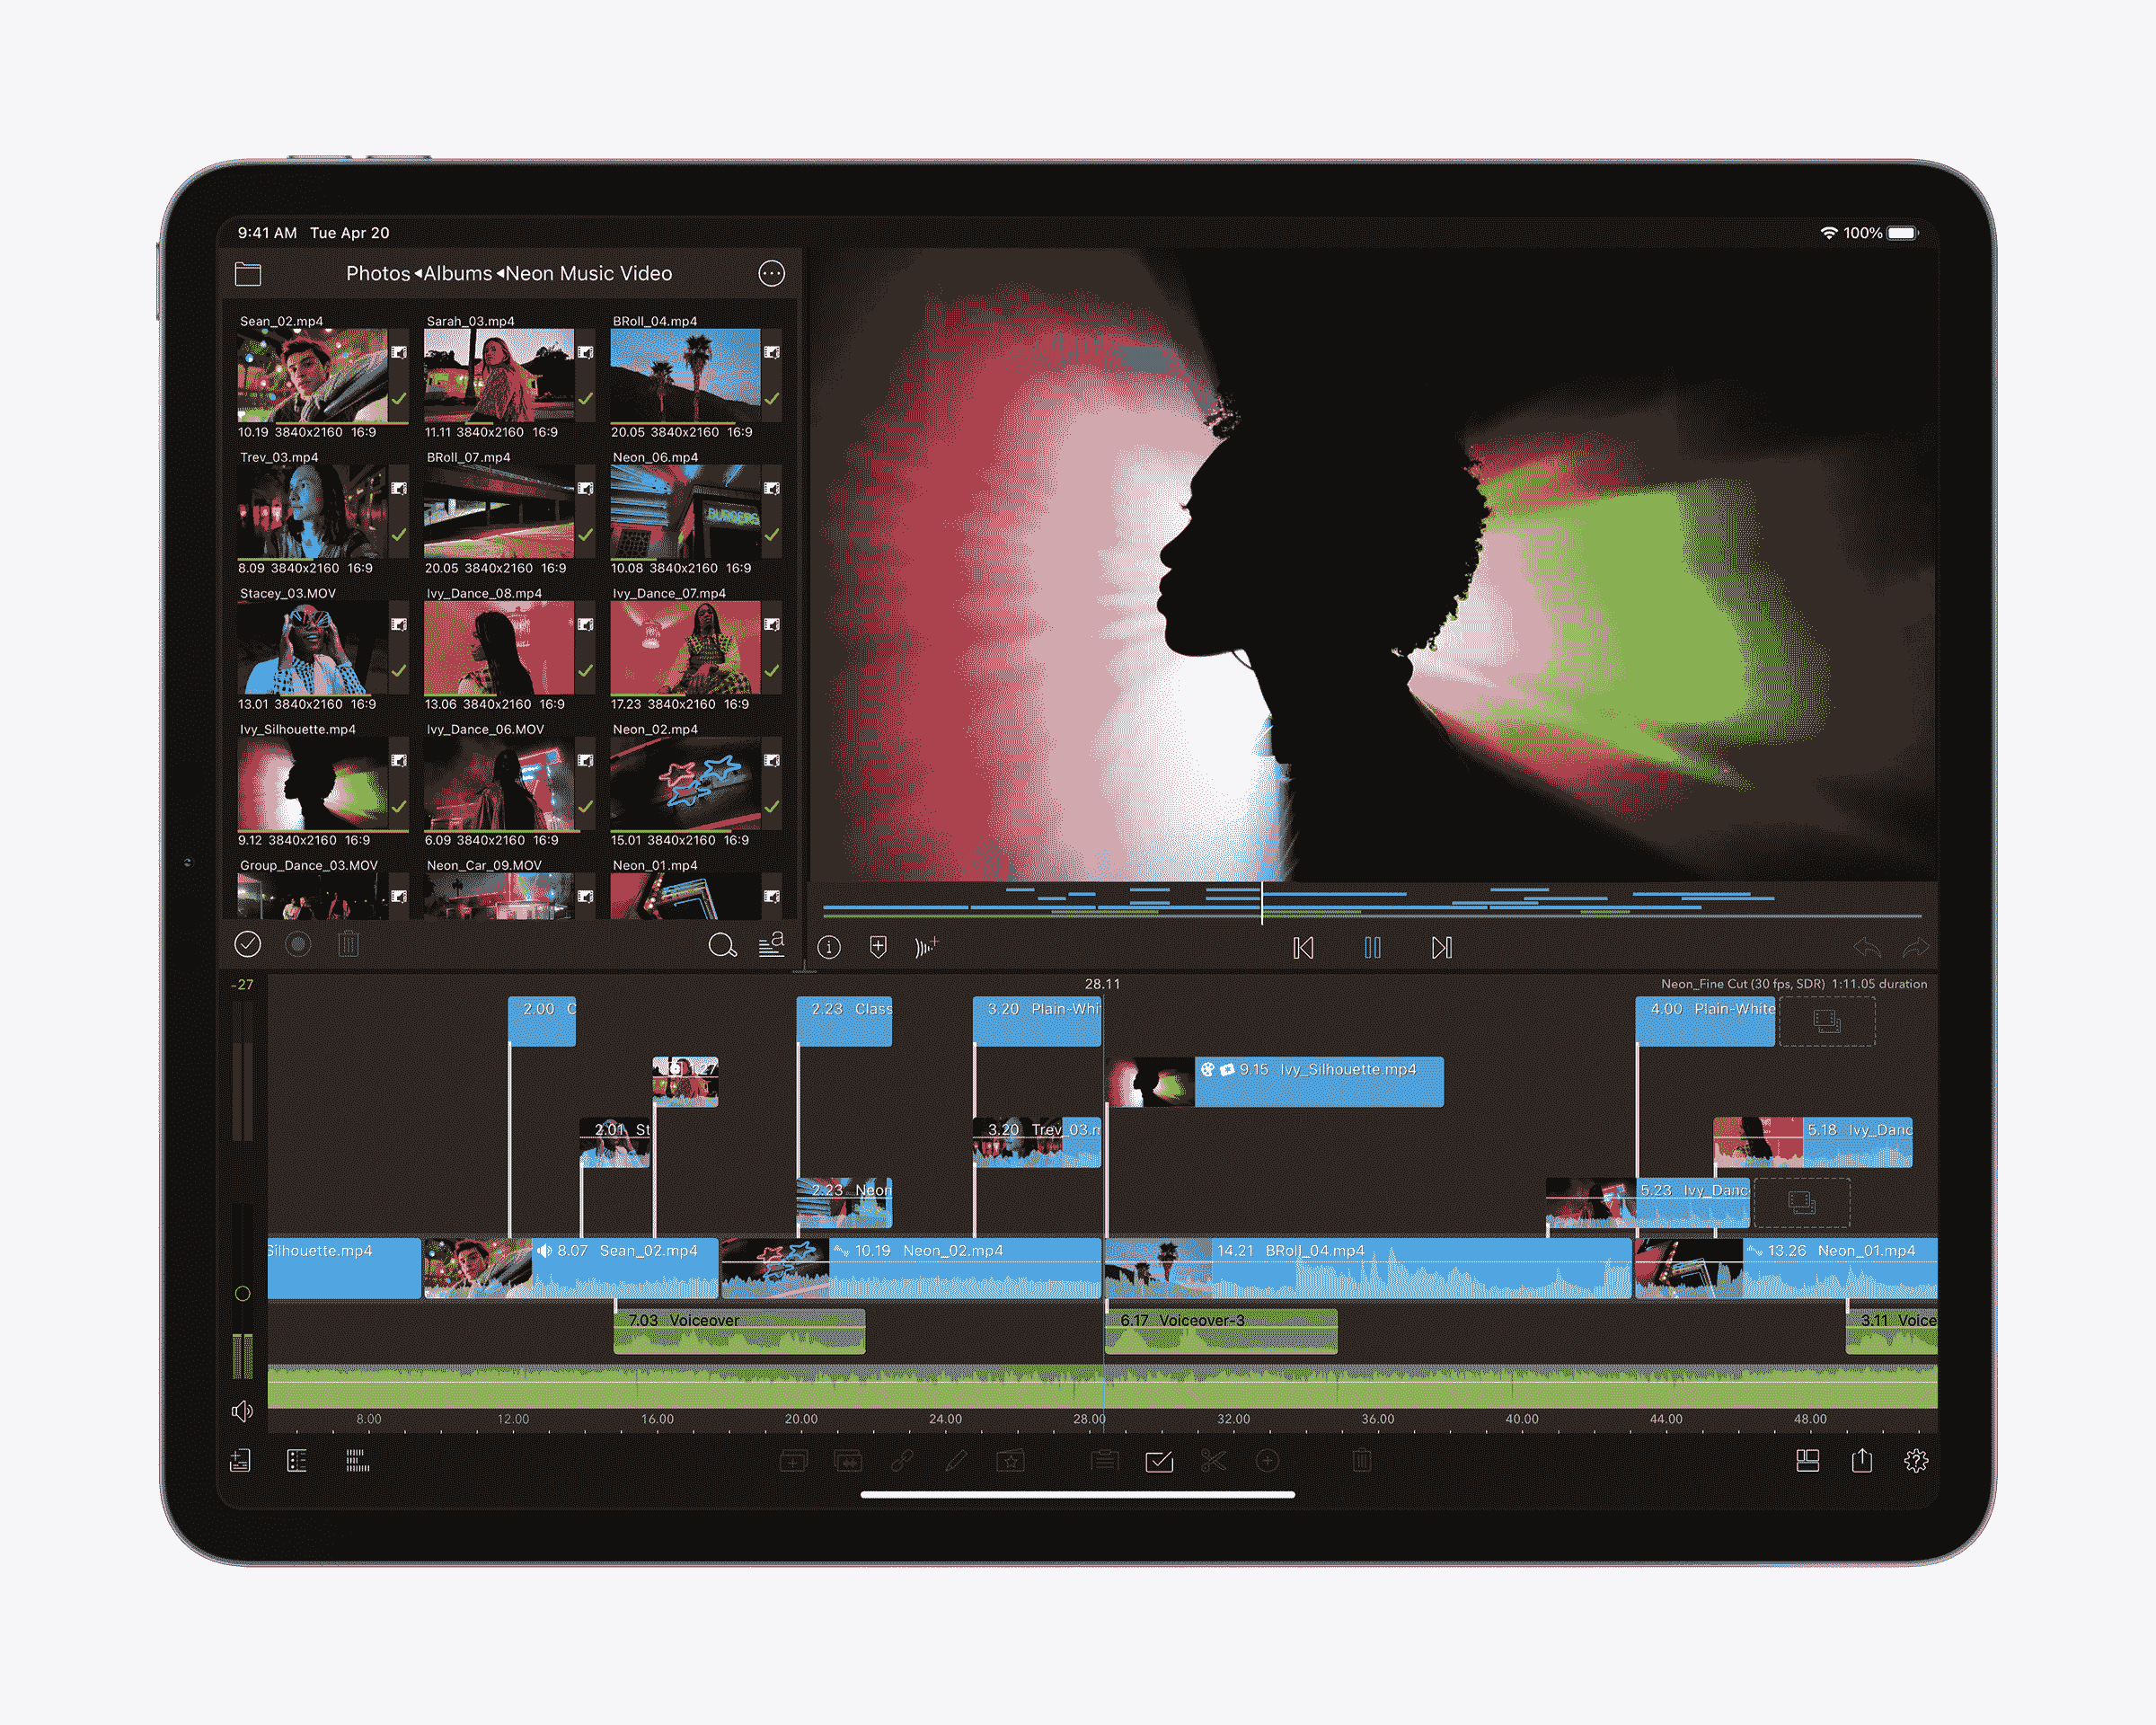 9:41 AM Tue Apr 20
100%
Photos ◂Albums ◂Neon Music Video
Sean_02.mp4
Sarah_03.mp4
BRoll_04.mp4
10.19 3840x2160 16:9
11.11 3840x2160 16:9
20.05 3840x2160 16:9
Trev_03.mp4
BRoll_07.mp4
Neon_06.mp4
BURGERS
8.09 3840x2160 16:9
20.05 3840x2160 16:9
10.08 3840x2160 16:9
Stacey_03.MOV
Ivy_Dance_08.mp4
Ivy_Dance_07.mp4
13.01 3840x2160 16:9
13.06 3840x2160 16:9
17.23 3840x2160 16:9
Ivy_Silhouette.mp4
Ivy_Dance_06.MOV
Neon_02.mp4
9.12 3840x2160 16:9
6.09 3840x2160 16:9
15.01 3840x2160 16:9
Group_Dance_03.MOV
Neon_Car_09.MOV
Neon_01.mp4
-27
28.11
Neon_Fine Cut (30 fps, SDR) 1:11.05 duration
2.00 C
2.23 Class
3.20 Plain-Whi
4.00 Plain-White
9.15 Ivy_Silhouette.mp4
2.01 St
3.20 Trev_03.m
5.18 Ivy_Danc
2.23 Neon
5.23 Ivy_Danc
Silhouette.mp4
8.07 Sean_02.mp4
10.19 Neon_02.mp4
14.21 BRoll_04.mp4
13.26 Neon_01.mp4
7.03 Voiceover
6.17 Voiceover-3
3.11 Voice
8.00 12.00 16.00 20.00 24.00 28.00 32.00 36.00 40.00 44.00 48.00